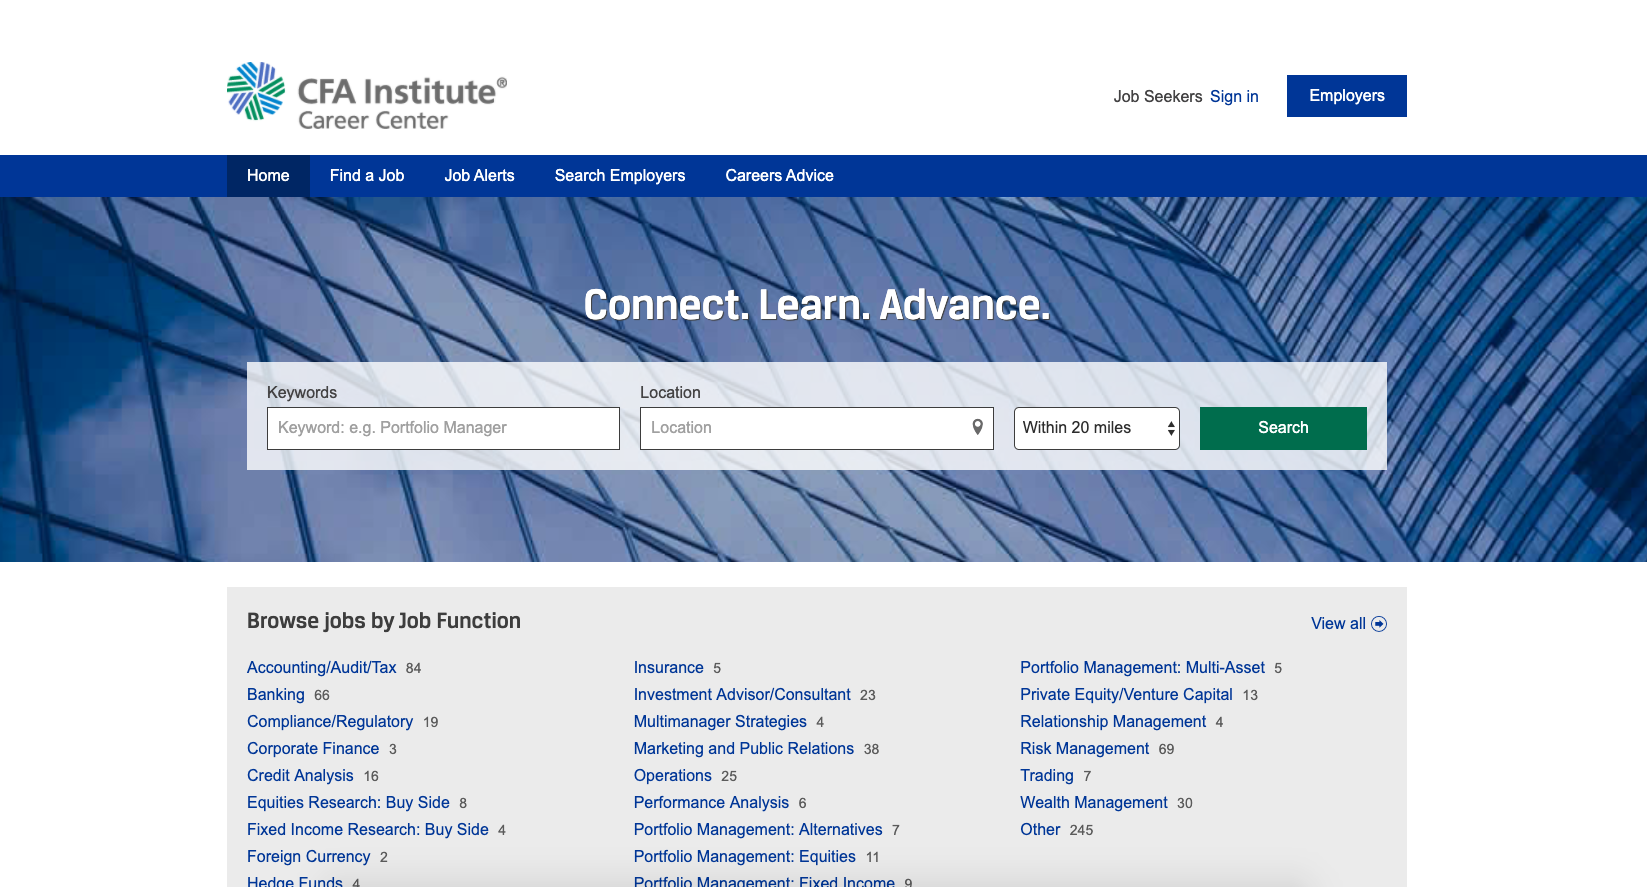 CFA Institute®
Career Center
Job Seekers Sign in
Employers
Home Find a Job Job Alerts Search Employers Careers Advice
Connect. Learn. Advance.
Keywords
Keyword: e.g. Portfolio Manager
Location
Location
Within 20 miles
Search
Browse jobs by Job Function
View all
Accounting/Audit/Tax 84
Banking 66
Compliance/Regulatory 19
Corporate Finance 3
Credit Analysis 16
Equities Research: Buy Side 8
Fixed Income Research: Buy Side 4
Foreign Currency 2
Hedge Funds 4
Insurance 5
Investment Advisor/Consultant 23
Multimanager Strategies 4
Marketing and Public Relations 38
Operations 25
Performance Analysis 6
Portfolio Management: Alternatives 7
Portfolio Management: Equities 11
Portfolio Management: Fixed Income 9
Portfolio Management: Multi-Asset 5
Private Equity/Venture Capital 13
Relationship Management 4
Risk Management 69
Trading 7
Wealth Management 30
Other 245